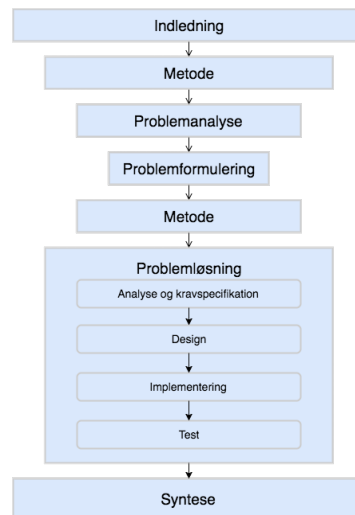 Indledning
Metode
Problemanalyse
Problemformulering
Metode
Problemløsning
Analyse og kravspecifikation
Design
Implementering
Test
Syntese